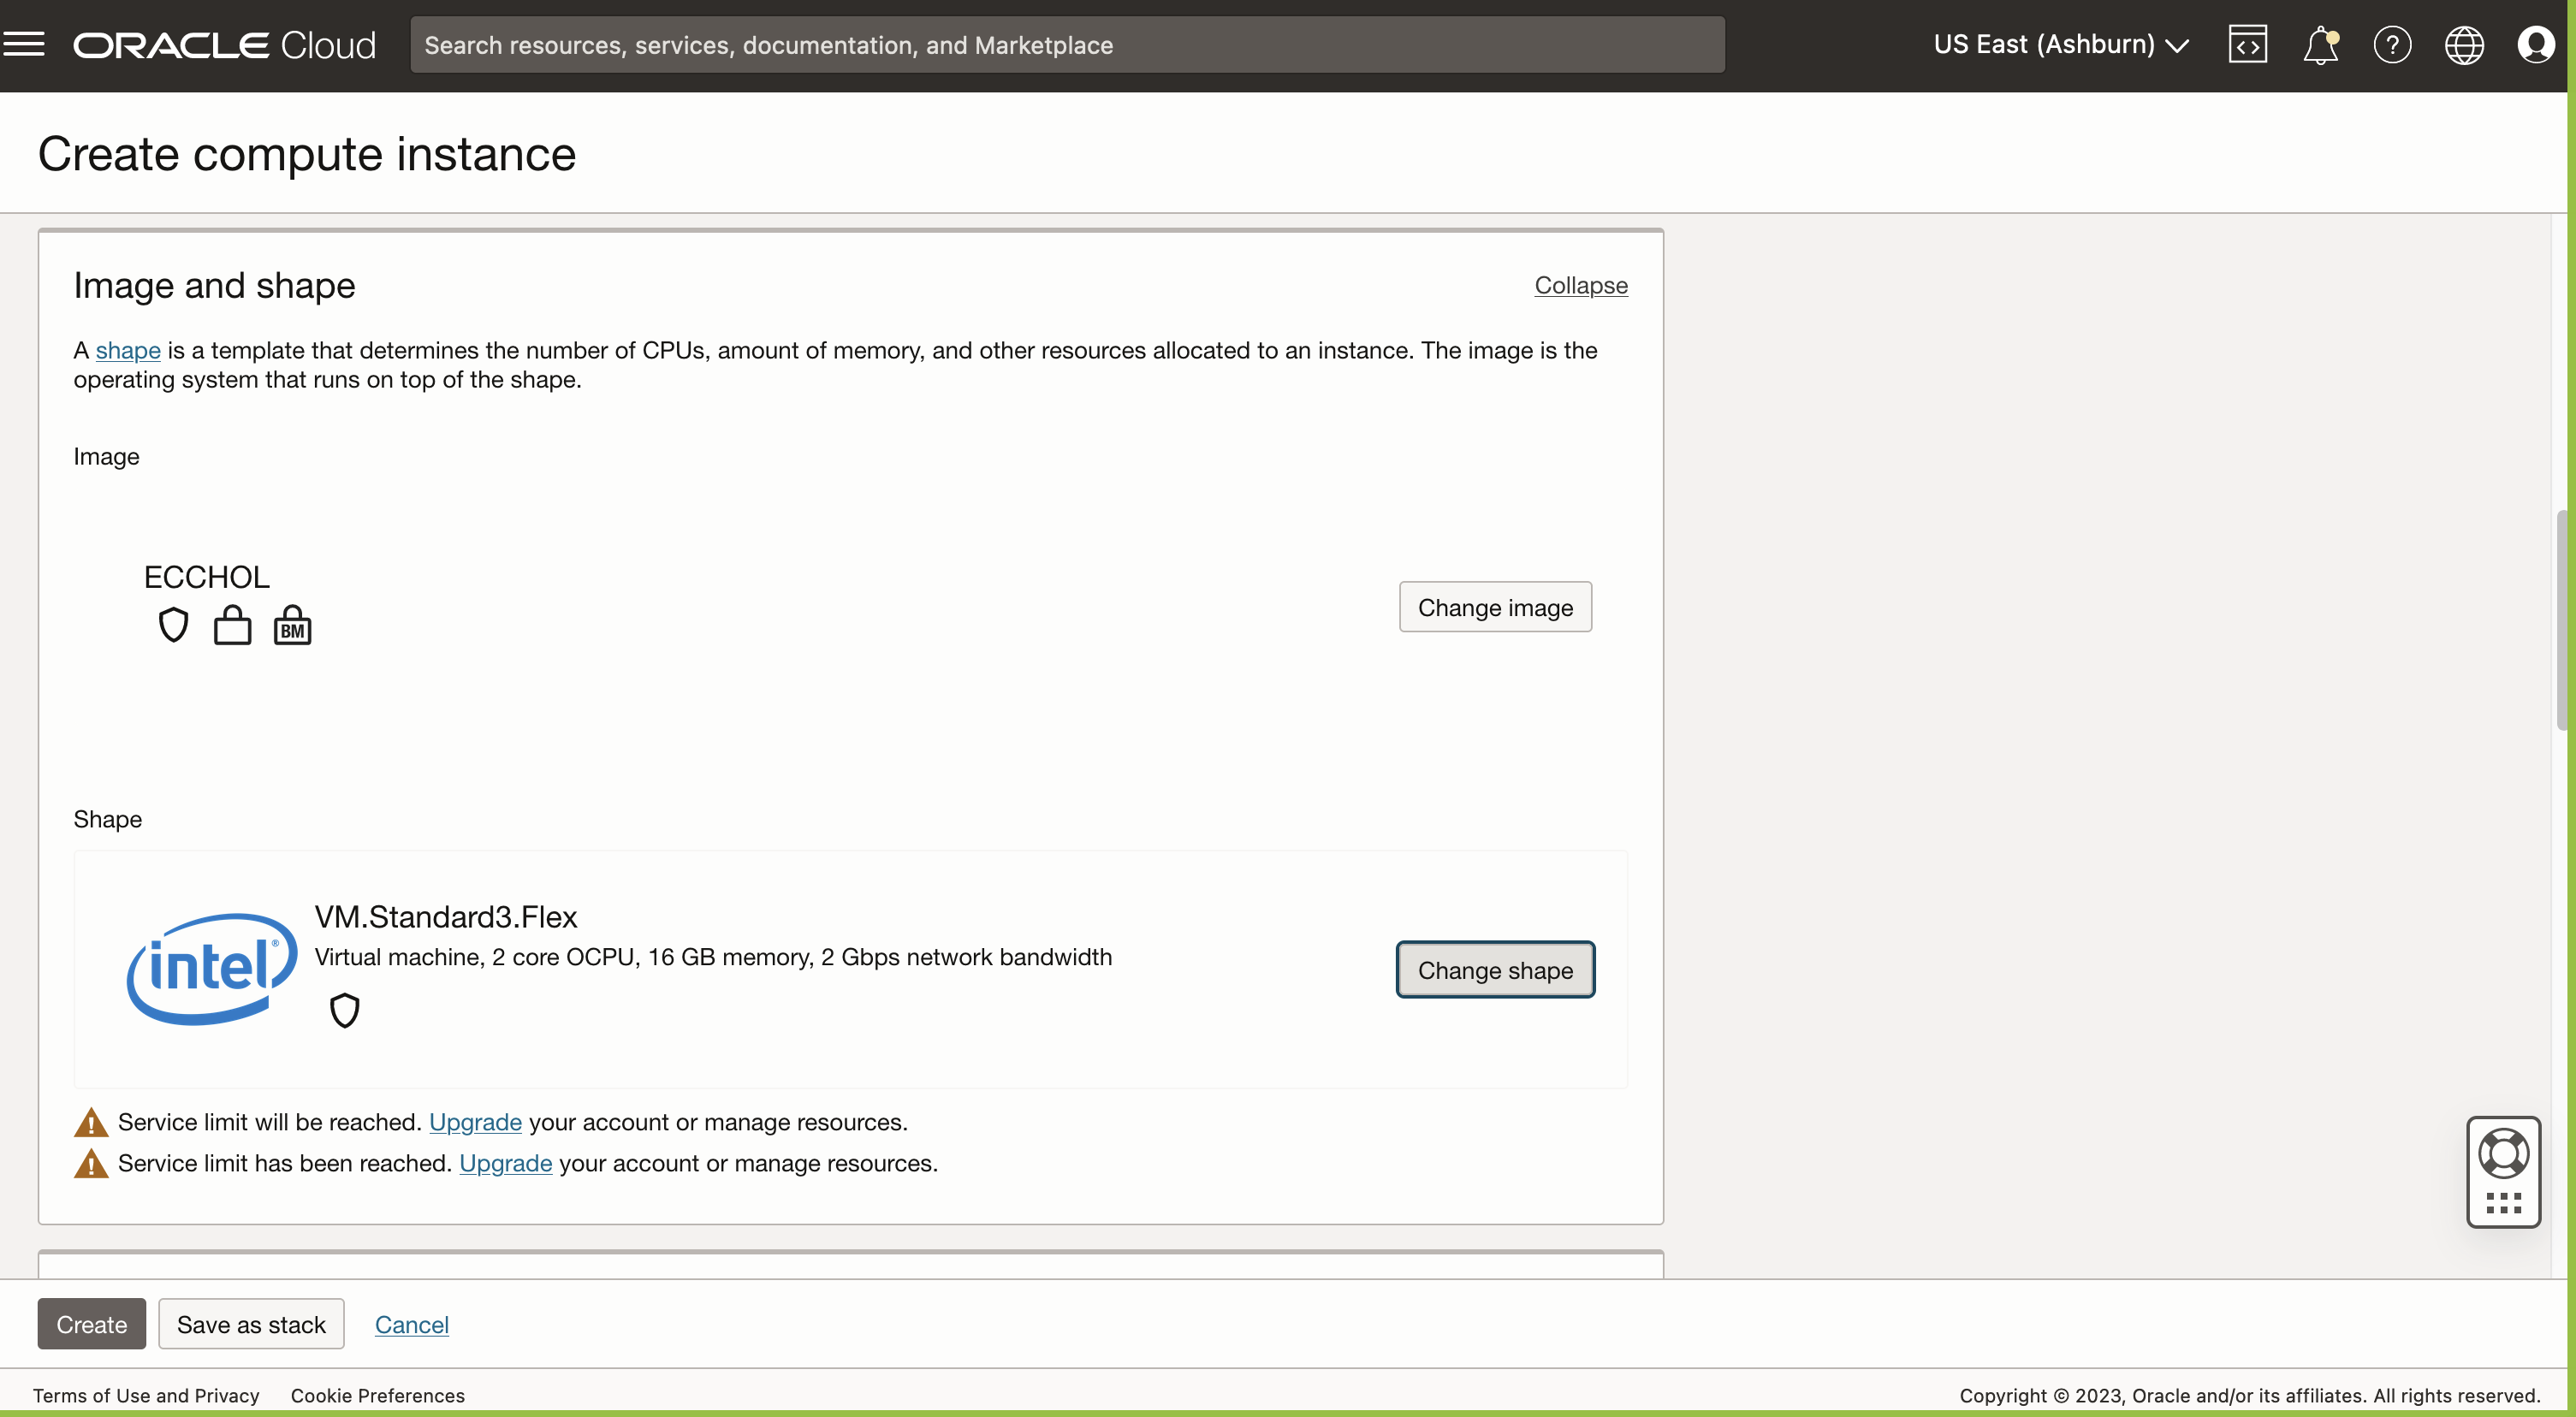 ORACLE Cloud
Search resources, services, documentation, and Marketplace
US East (Ashburn)
Create compute instance
Image and shape
Collapse
A shape is a template that determines the number of CPUs, amount of memory, and other resources allocated to an instance. The image is the
operating system that runs on top of the shape.
Image
ECCHOL
BM
Change image
Shape
intel®
VM.Standard3.Flex
Virtual machine, 2 core OCPU, 16 GB memory, 2 Gbps network bandwidth
Change shape
Service limit will be reached. Upgrade your account or manage resources.
Service limit has been reached. Upgrade your account or manage resources.
Create
Save as stack
Cancel
Terms of Use and Privacy
Cookie Preferences
Copyright © 2023, Oracle and/or its affiliates. All rights reserved.